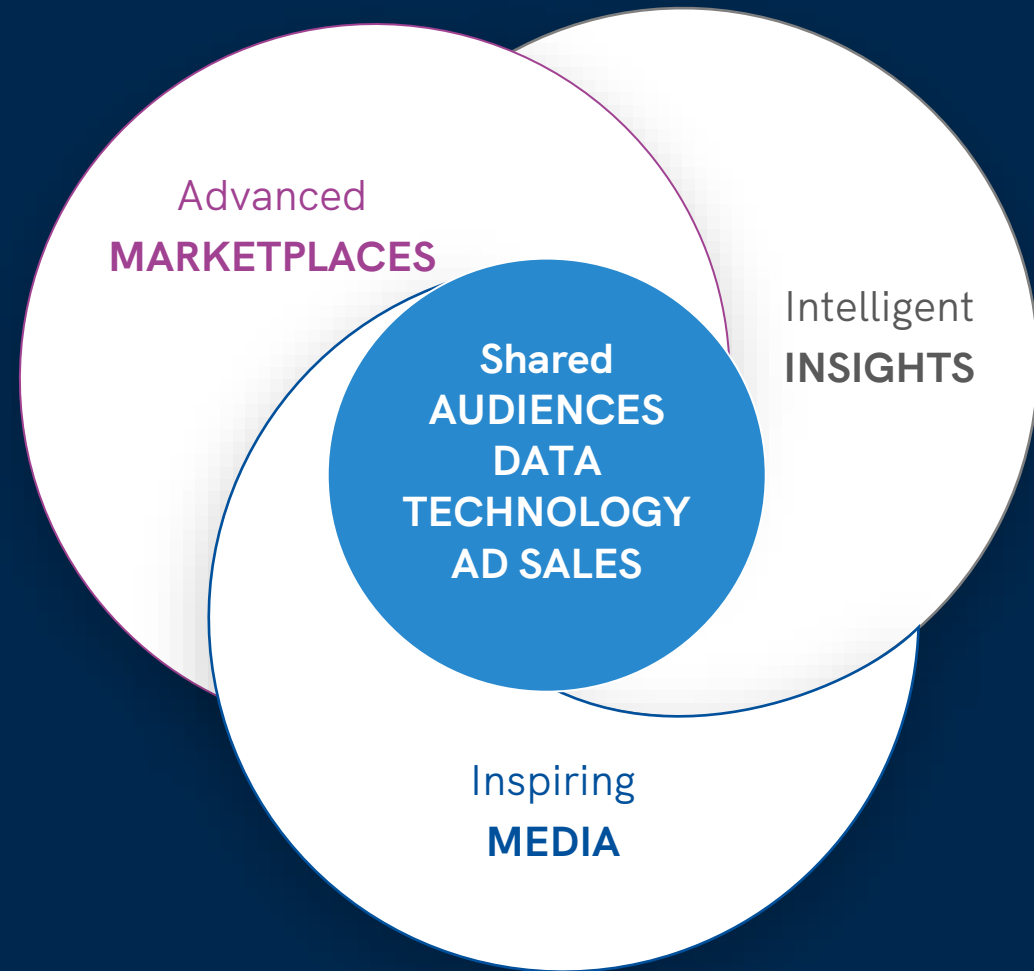 Advanced
MARKETPLACES
Intelligent
INSIGHTS
Shared
AUDIENCES
DATA
TECHNOLOGY
AD SALES
Inspiring
MEDIA